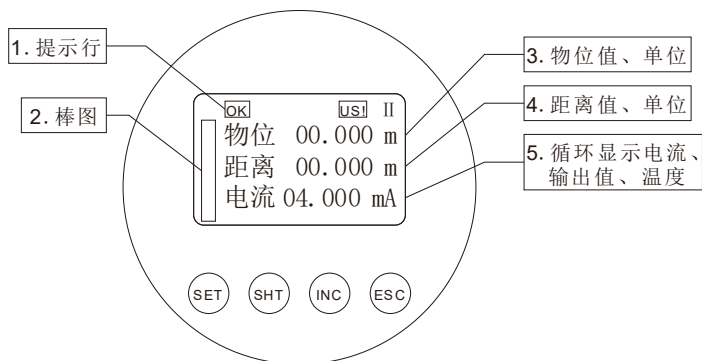 1.提示行
2.棒图
3.物位值、单位
4.距离值、单位
5.循环显示电流、
输出值、温度
OK US! II
物位 00.000 m
距离 00.000 m
电流 04.000 mA
SET SHT INC ESC